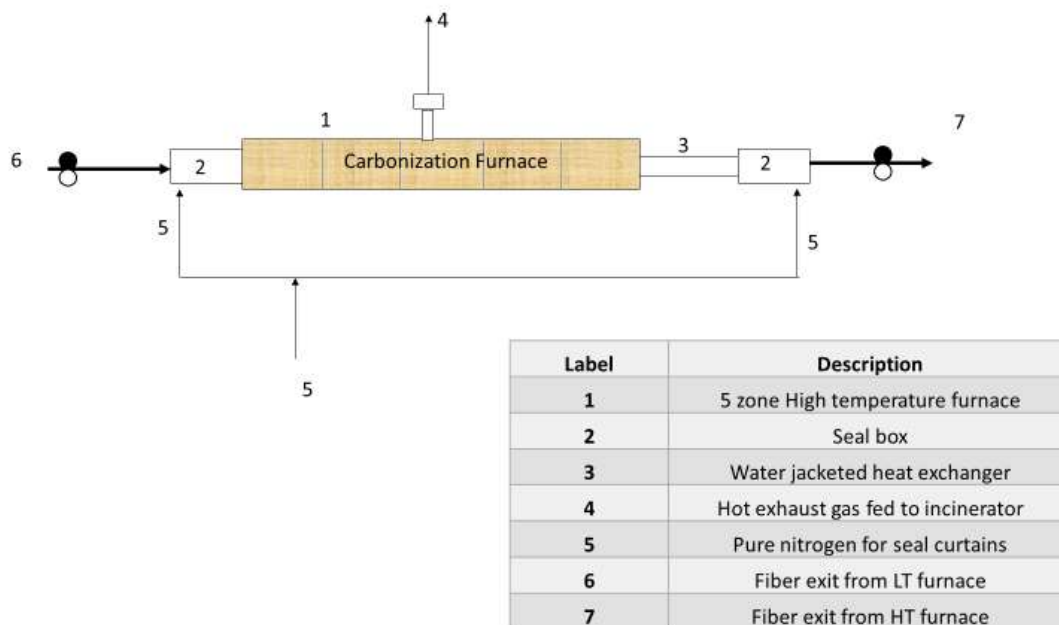 4
1
7
3
6
2
Carbonization Furnace
2
5
5
5
Label Description
1 5 zone High temperature furnace
2 Seal box
3 Water jacketed heat exchanger
4 Hot exhaust gas fed to incinerator
5 Pure nitrogen for seal curtains
6 Fiber exit from LT furnace
7 Fiber exit from HT furnace